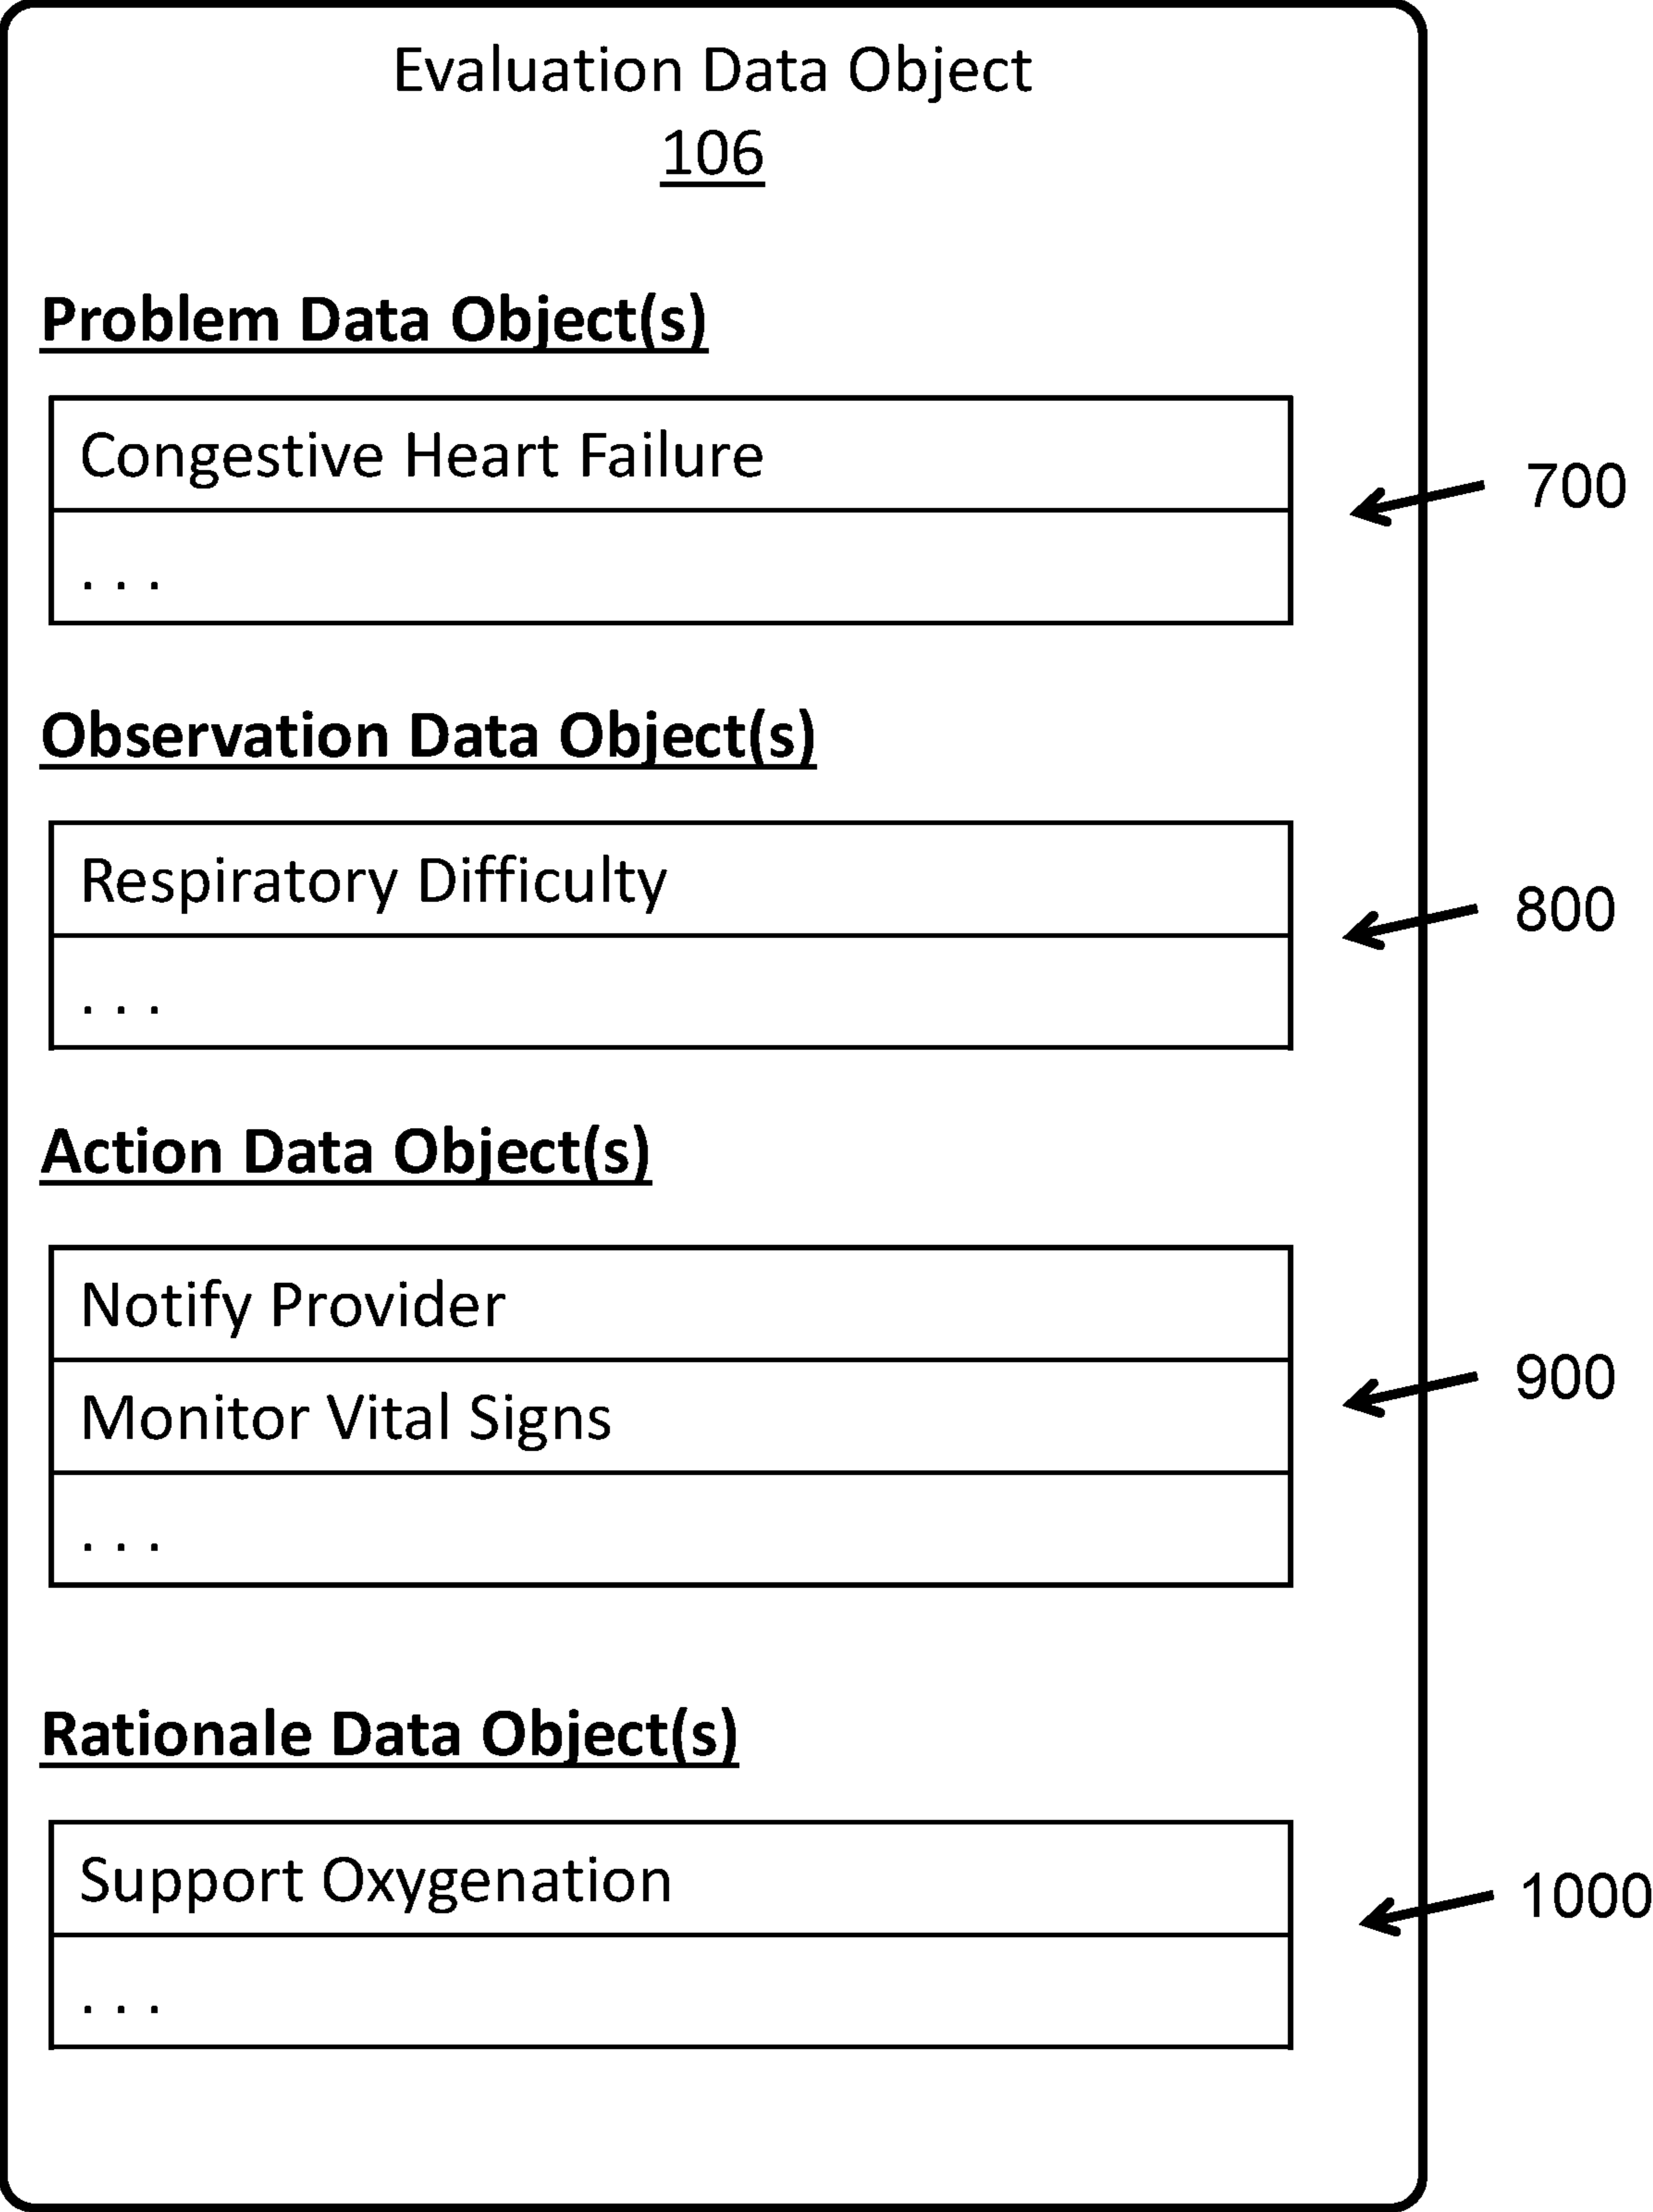 Evaluation Data Object
106
Problem Data Object(s)
Congestive Heart Failure
700
. . .
Observation Data Object(s)
Respiratory Difficulty
800
. . .
Action Data Object(s)
Notify Provider
Monitor Vital Signs
900
. . .
Rationale Data Object(s)
Support Oxygenation
1000
. . .